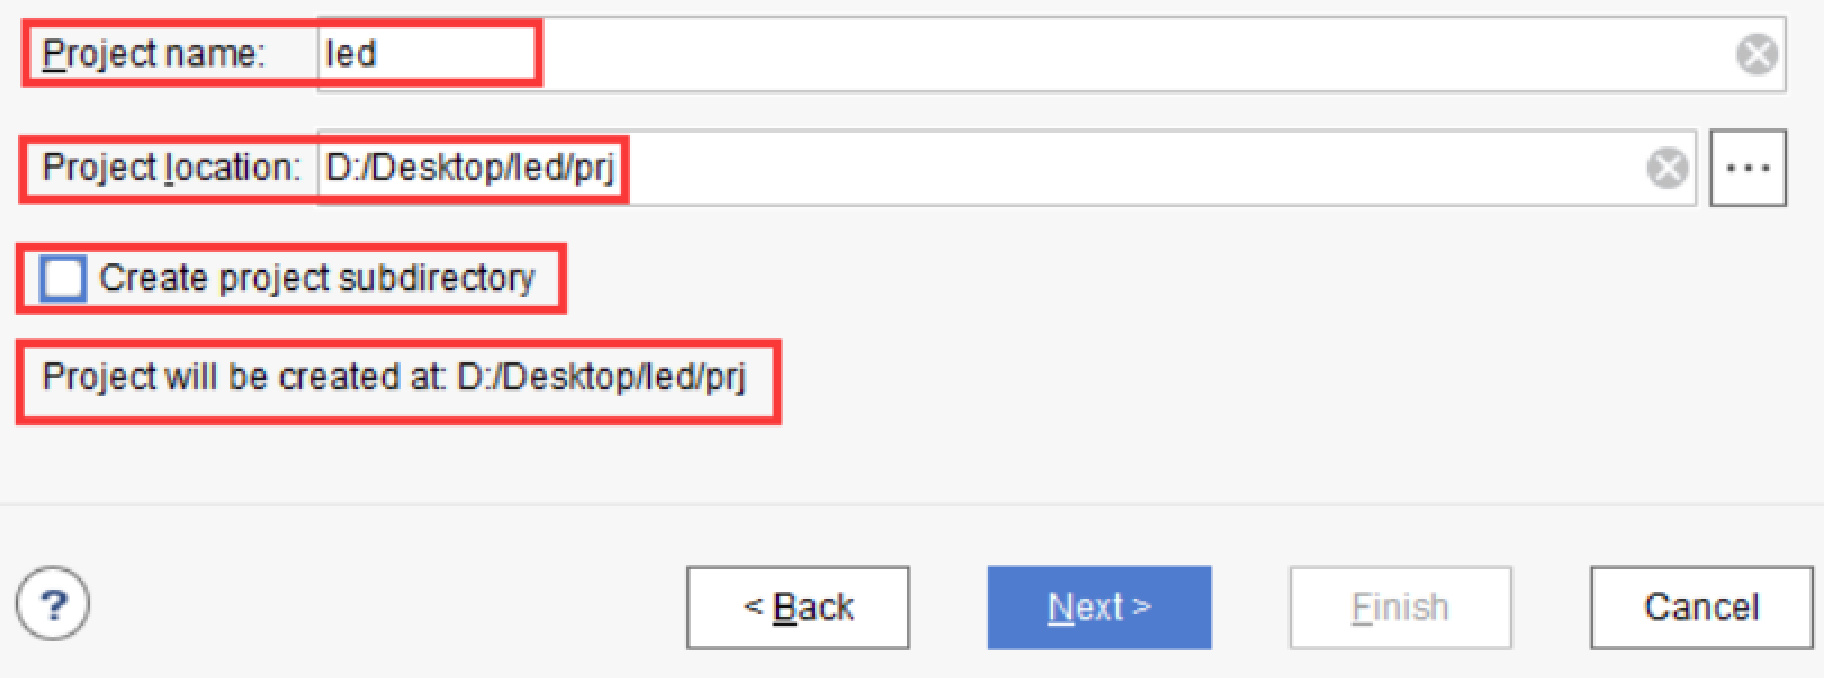 Project name: led
Project location: D:/Desktop/led/prj ...
Create project subdirectory
Project will be created at: D:/Desktop/led/prj
? < Back Next > Finish Cancel